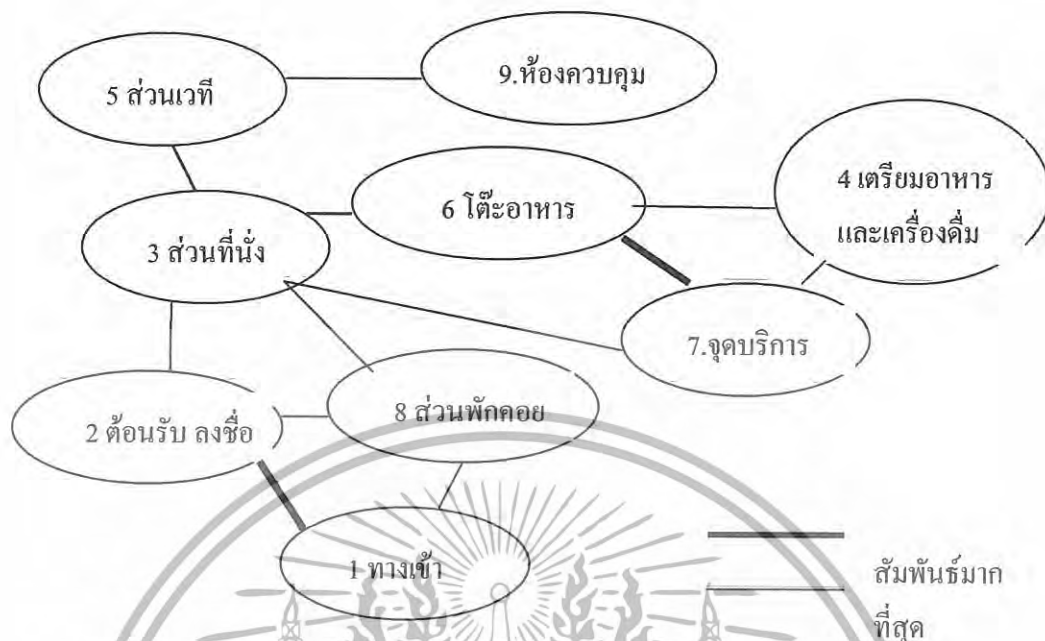 5 ส่วนเวที
9.ห้องควบคุม
4 เตรียมอาหาร
และเครื่องดื่ม
6 โต๊ะอาหาร
3 ส่วนที่นั่ง
7.จุดบริการ
2 ต้อนรับ ลงชื่อ
8 ส่วนพักคอย
1 ทางเข้า
สัมพันธ์มาก
ที่สุด